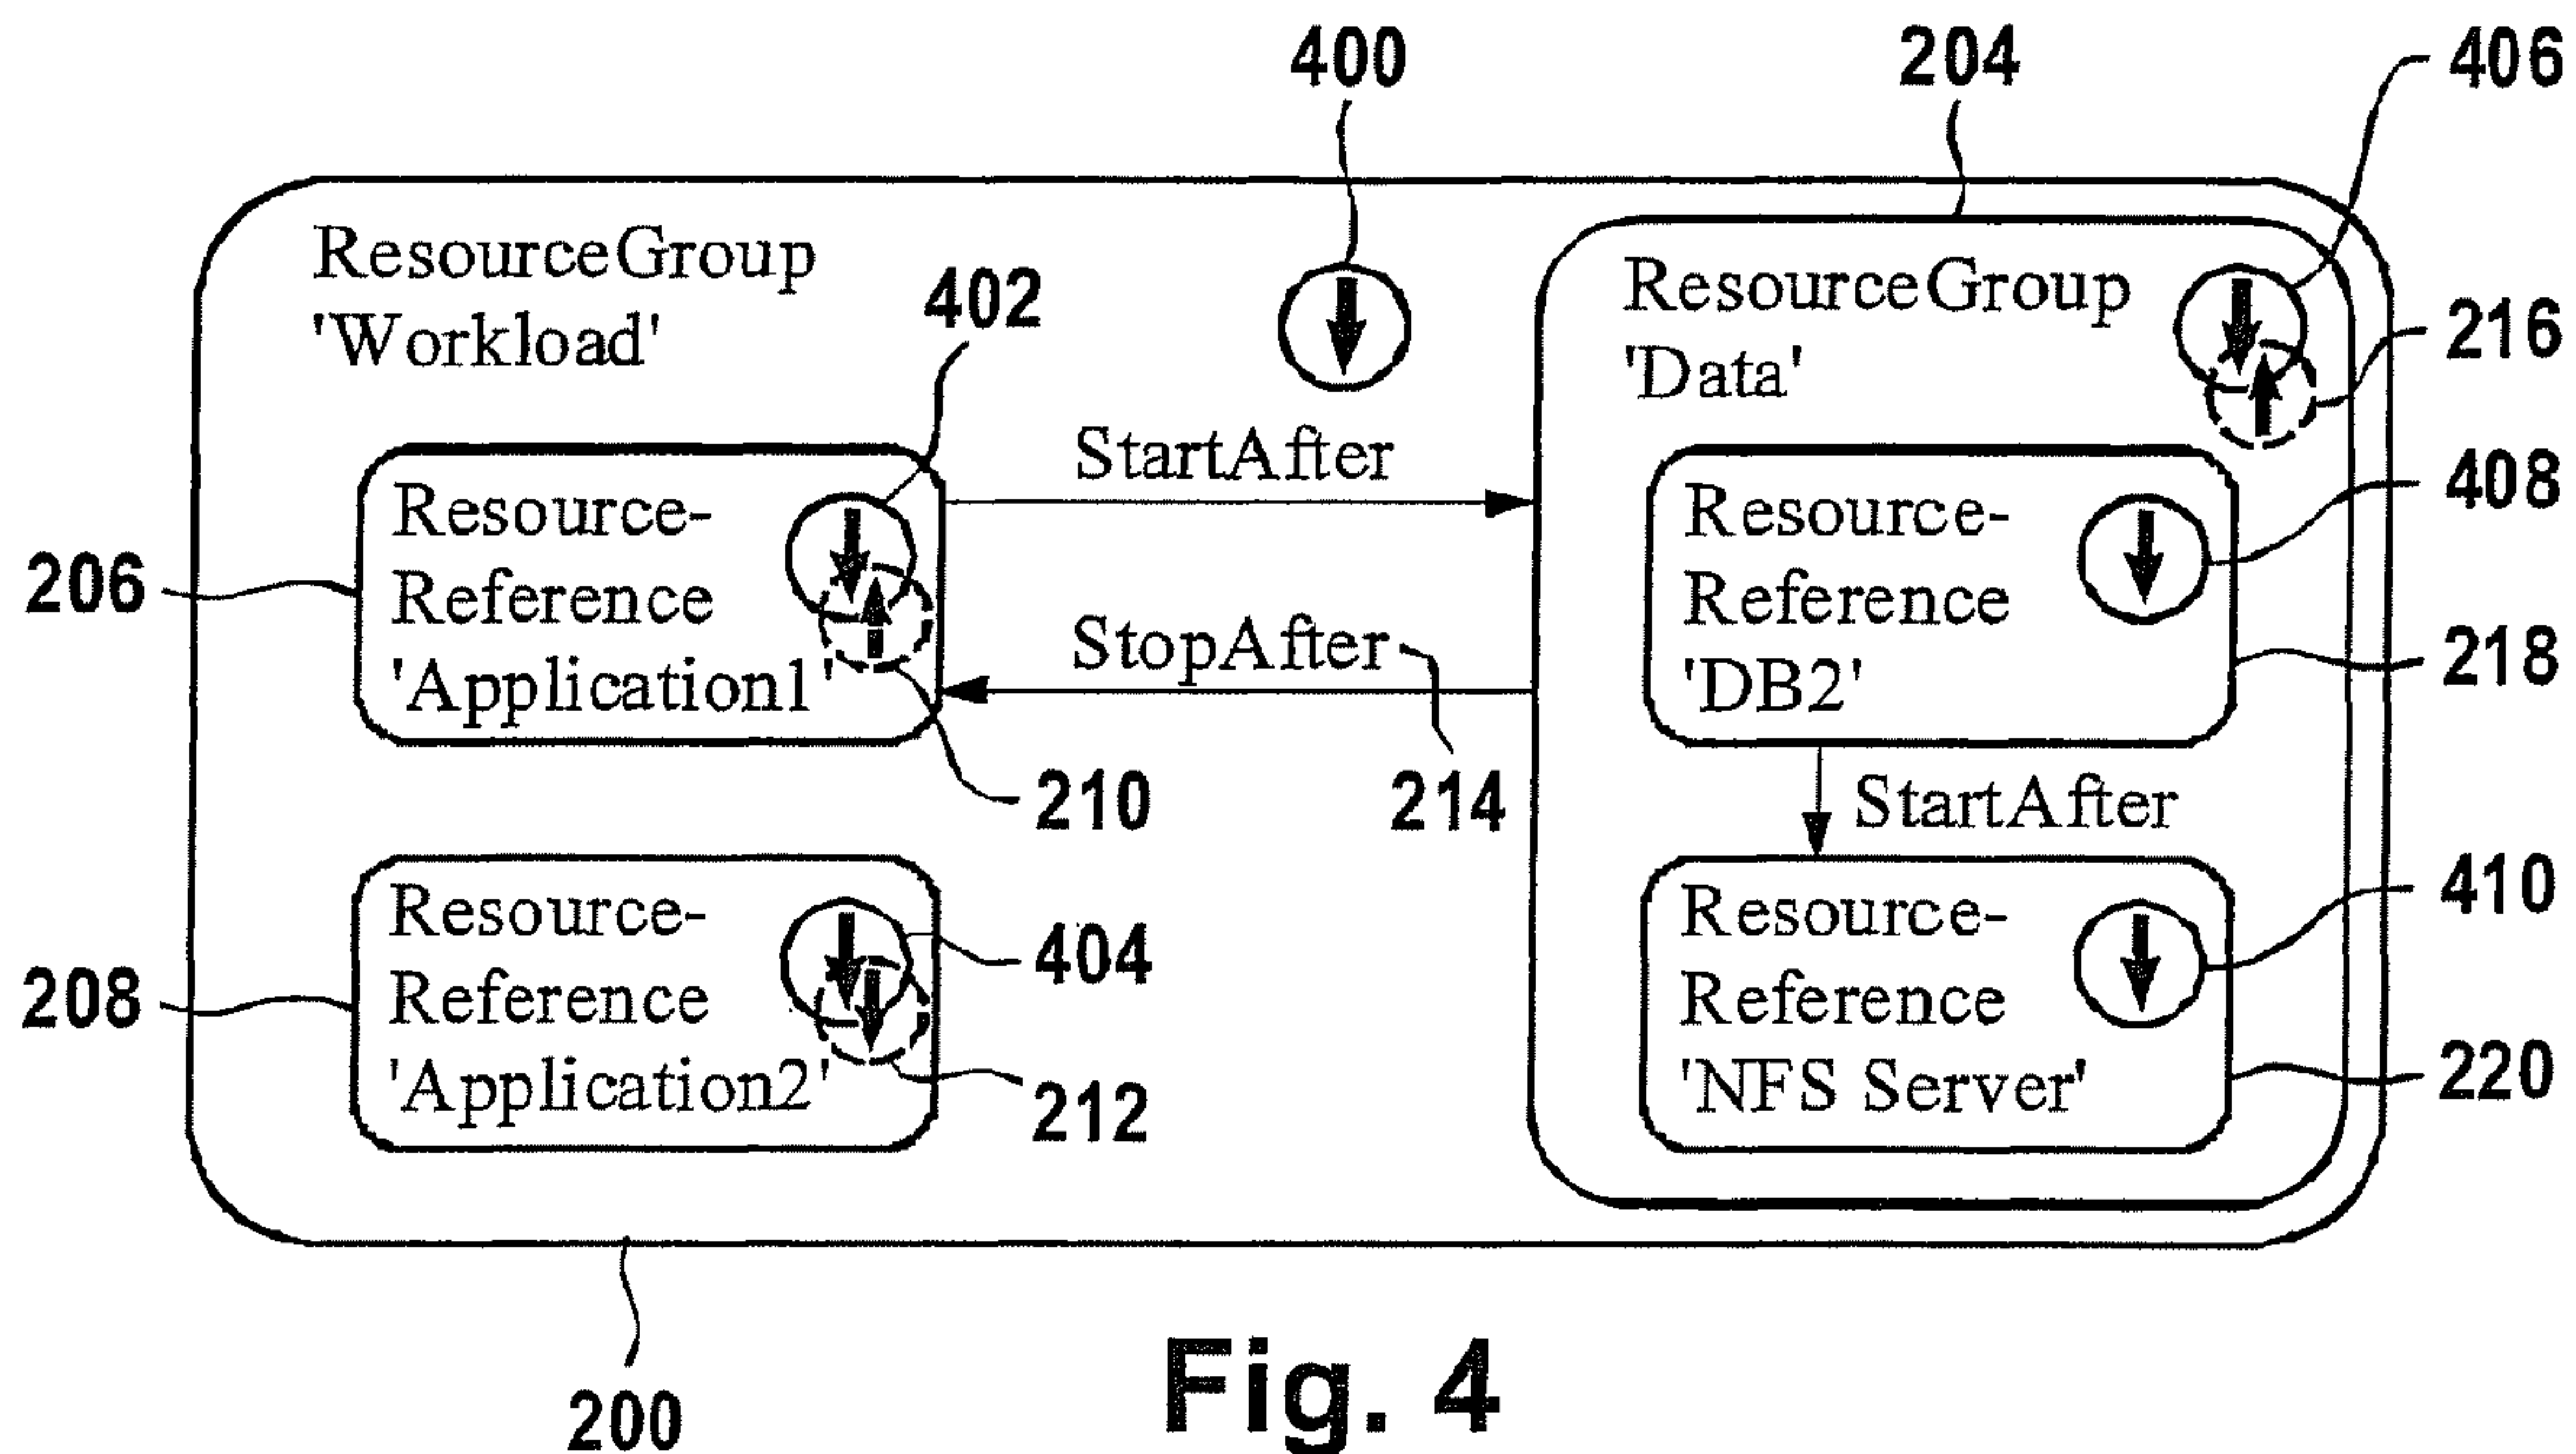 400
204
406
ResourceGroup
'Workload'
402
ResourceGroup
'Data'
216
StartAfter
408
Resource-
Reference
'Application1'
206
Resource-
Reference
'DB2'
StopAfter
218
210
214
StartAfter
Resource-
Reference
'Application2'
404
208
212
Resource-
Reference
'NFS Server'
410
220
200
Fig. 4